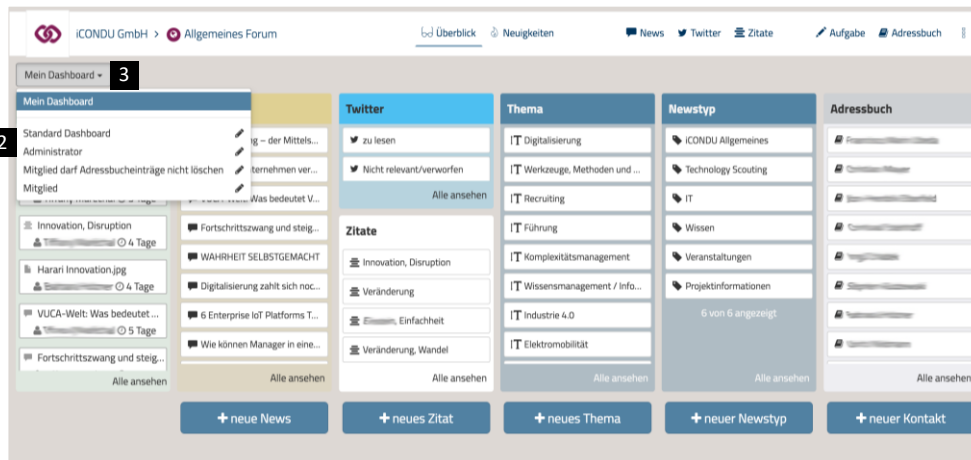 iCONDU GmbH > Allgemeines Forum
Überblick
Neuigkeiten
News
Twitter
Zitate
Aufgabe
Adressbuch
Mein Dashboard
3
Mein Dashboard
2
Standard Dashboard
Administrator
Mitglied darf Adressbucheinträge nicht löschen
Mitglied
Innovation, Disruption
4 Tage
Harari Innovation.jpg
4 Tage
VUCA-Welt: Was bedeutet ...
5 Tage
Fortschrittszwang und steig...
Alle ansehen
g – der Mittels...
ternehmen ver...
Was bedeutet V...
Fortschrittszwang und steig...
WAHRHEIT SELBSTGEMACHT
Digitalisierung zahlt sich noc...
6 Enterprise IoT Platforms T...
Wie können Manager in eine...
Alle ansehen
+ neue News
Twitter
zu lesen
Nicht relevant/verworfen
Alle ansehen
Zitate
Innovation, Disruption
Veränderung
, Einfachheit
Veränderung, Wandel
Alle ansehen
+ neues Zitat
Thema
Digitalisierung
Werkzeuge, Methoden und ...
Recruiting
Führung
Komplexitätsmanagement
Wissensmanagement / Info...
Industrie 4.0
Elektromobilität
Alle ansehen
+ neues Thema
Newstyp
iCONDU Allgemeines
Technology Scouting
IT
Wissen
Veranstaltungen
Projektinformationen
6 von 6 angezeigt
Alle ansehen
+ neuer Newstyp
Adressbuch
Alle ansehen
+ neuer Kontakt